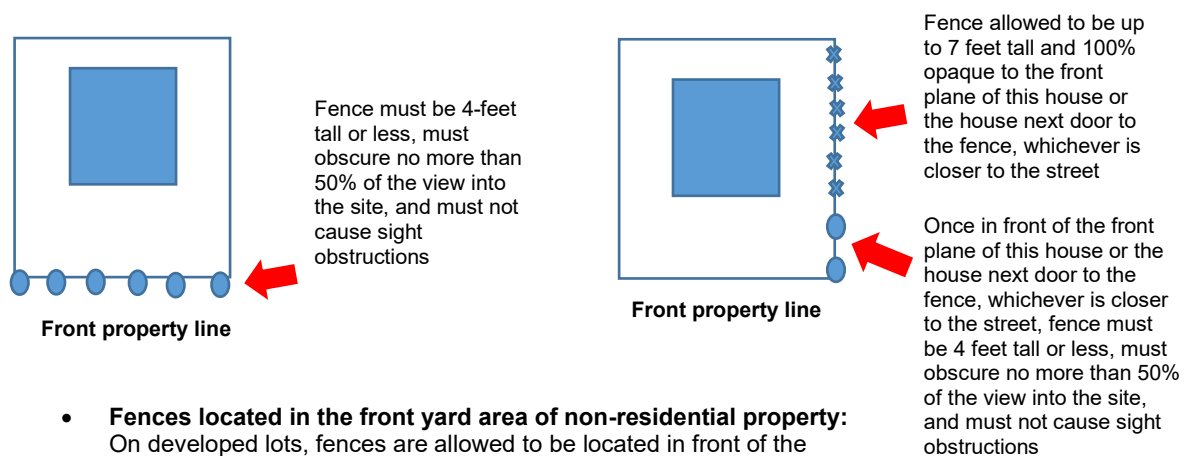 Fence must be 4-feet
tall or less, must
obscure no more than
50% of the view into
the site, and must not
cause sight
obstructions
Front property line
Fence allowed to be up
to 7 feet tall and 100%
opaque to the front
plane of this house or
the house next door to
the fence, whichever is
closer to the street
Once in front of the front
plane of this house or the
house next door to the
fence, whichever is closer
to the street, fence must
be 4 feet tall or less, must
obscure no more than 50%
of the view into the site,
and must not cause sight
obstructions
Front property line
• Fences located in the front yard area of non-residential property:
On developed lots, fences are allowed to be located in front of the